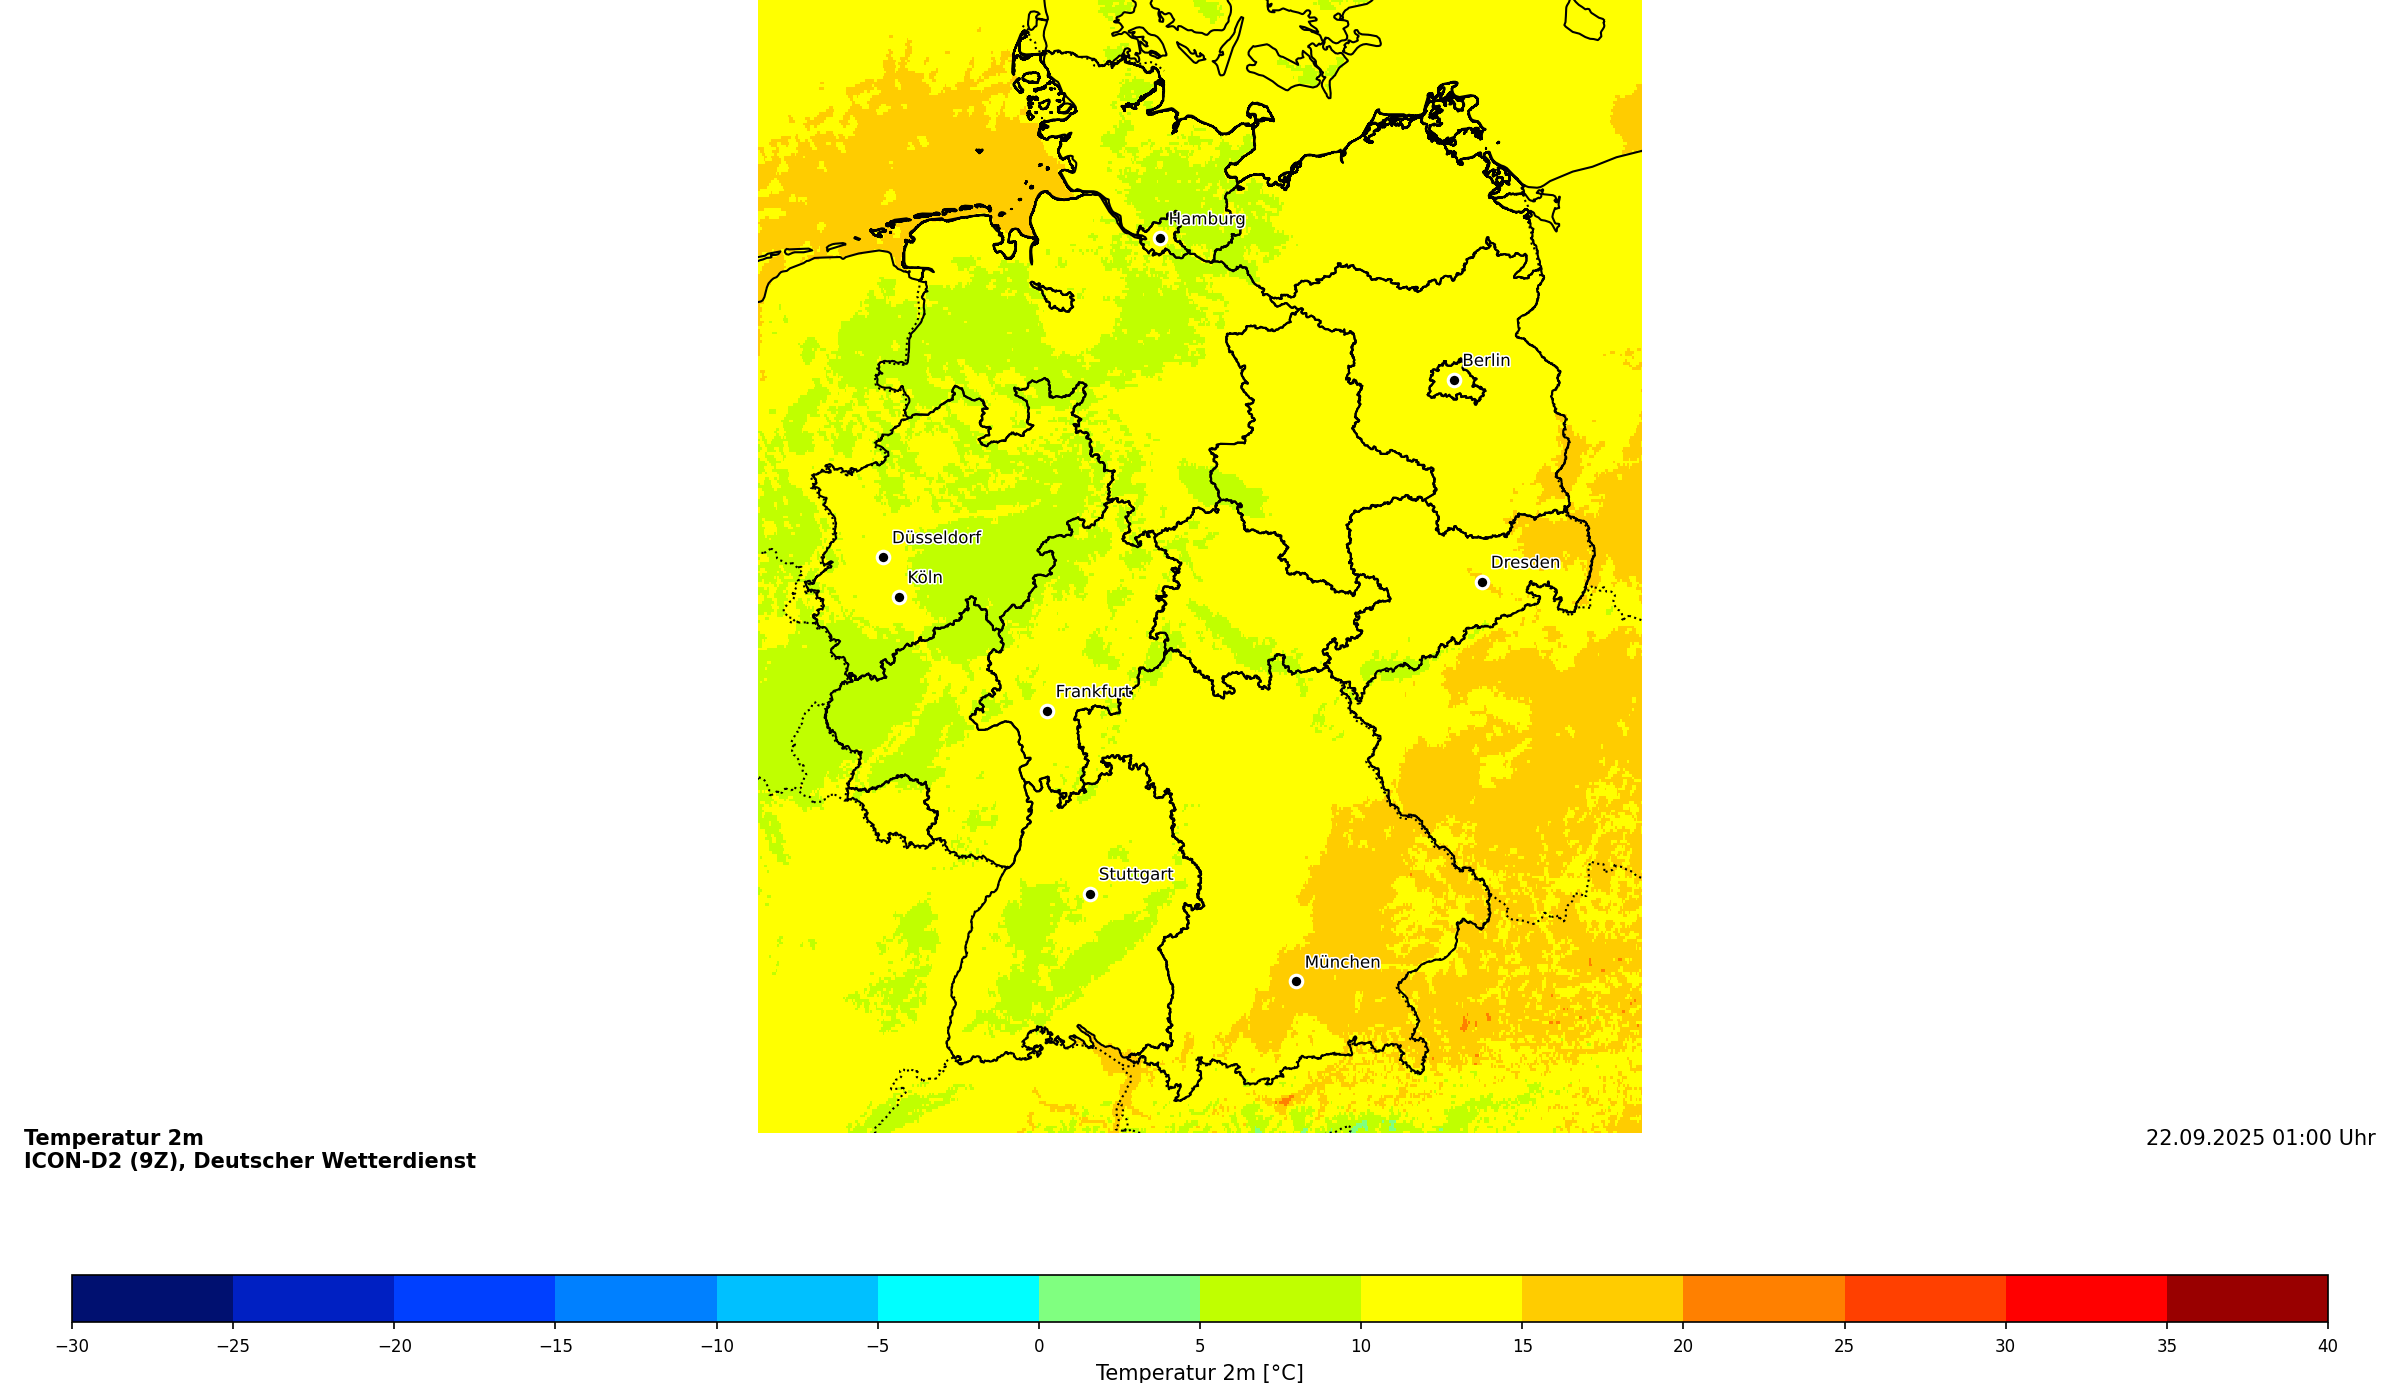 Hamburg
Berlin
Düsseldorf
Dresden
Köln
Frankfurt
Stuttgart
München
Temperatur 2m
22.09.2025 01:00 Uhr
ICON-D2 (9Z), Deutscher Wetterdienst
−30 −25 −20 −15 −10 −5 0 5 10 15 20 25 30 35 40
Temperatur 2m [°C]